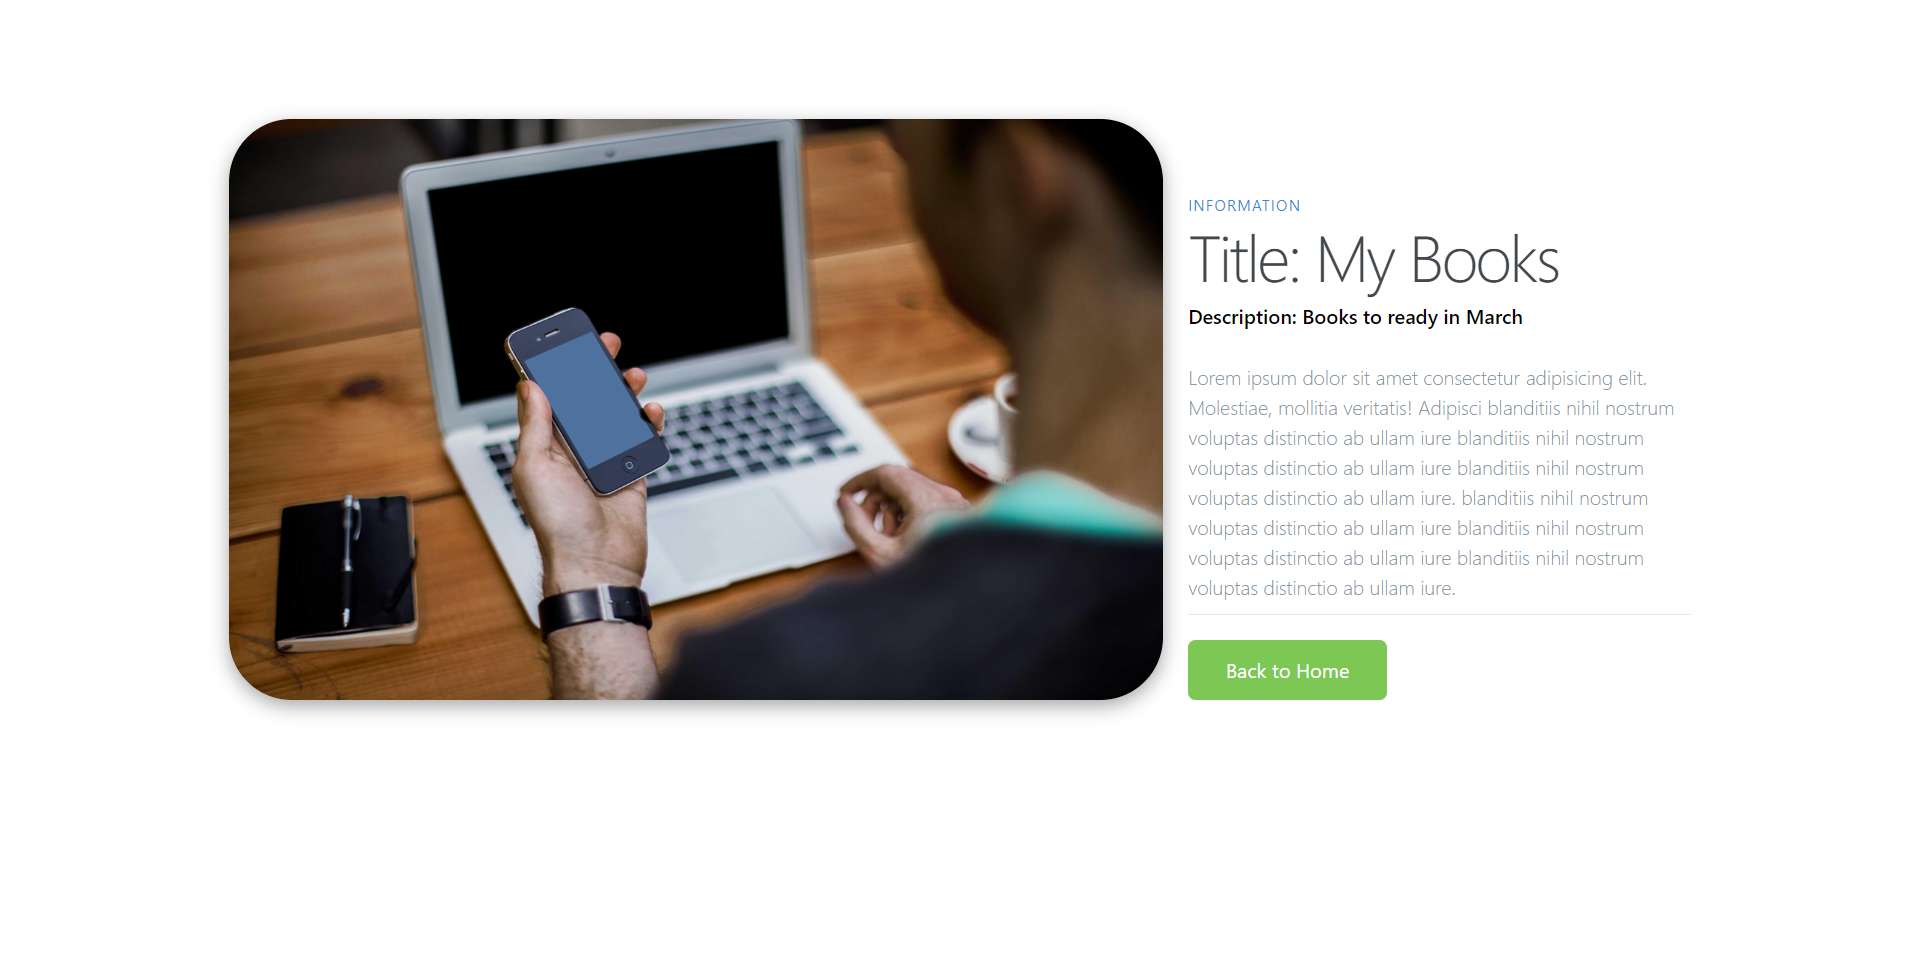 INFORMATION
Title: My Books
Description: Books to ready in March
Lorem ipsum dolor sit amet consectetur adipisicing elit.
Molestiae, mollitia veritatis! Adipisci blanditiis nihil nostrum
voluptas distinctio ab ullam iure blanditiis nihil nostrum
voluptas distinctio ab ullam iure blanditiis nihil nostrum
voluptas distinctio ab ullam iure. blanditiis nihil nostrum
voluptas distinctio ab ullam iure blanditiis nihil nostrum
voluptas distinctio ab ullam iure blanditiis nihil nostrum
voluptas distinctio ab ullam iure.
Back to Home